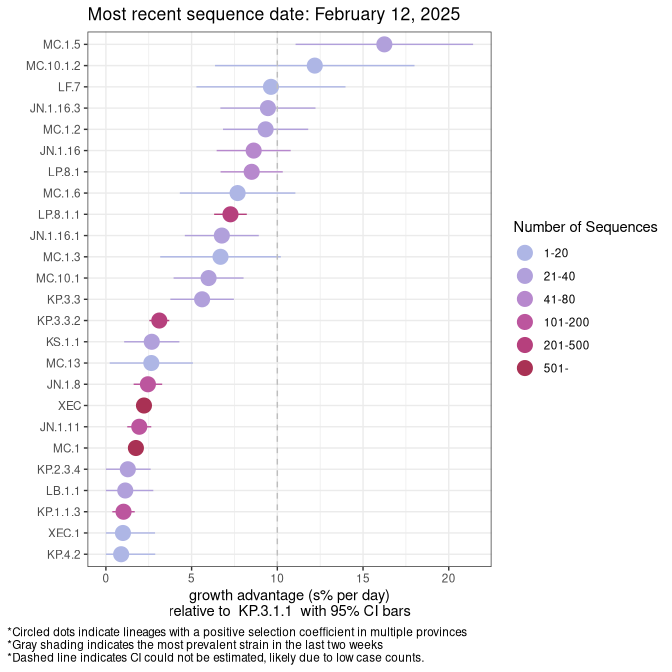 Most recent sequence date: February 12, 2025
MC.1.5
MC.10.1.2
LF.7
JN.1.16.3
MC.1.2
JN.1.16
LP.8.1
MC.1.6
LP.8.1.1
JN.1.16.1
MC.1.3
MC.10.1
KP.3.3
KP.3.3.2
KS.1.1
MC.13
JN.1.8
XEC
JN.1.11
MC.1
KP.2.3.4
LB.1.1
KP.1.1.3
XEC.1
KP.4.2
0 5 10 15 20
growth advantage (s% per day)
relative to KP.3.1.1 with 95% CI bars
Number of Sequences
1-20
21-40
41-80
101-200
201-500
501-
*Circled dots indicate lineages with a positive selection coefficient in multiple provinces
*Gray shading indicates the most prevalent strain in the last two weeks
*Dashed line indicates CI could not be estimated, likely due to low case counts.